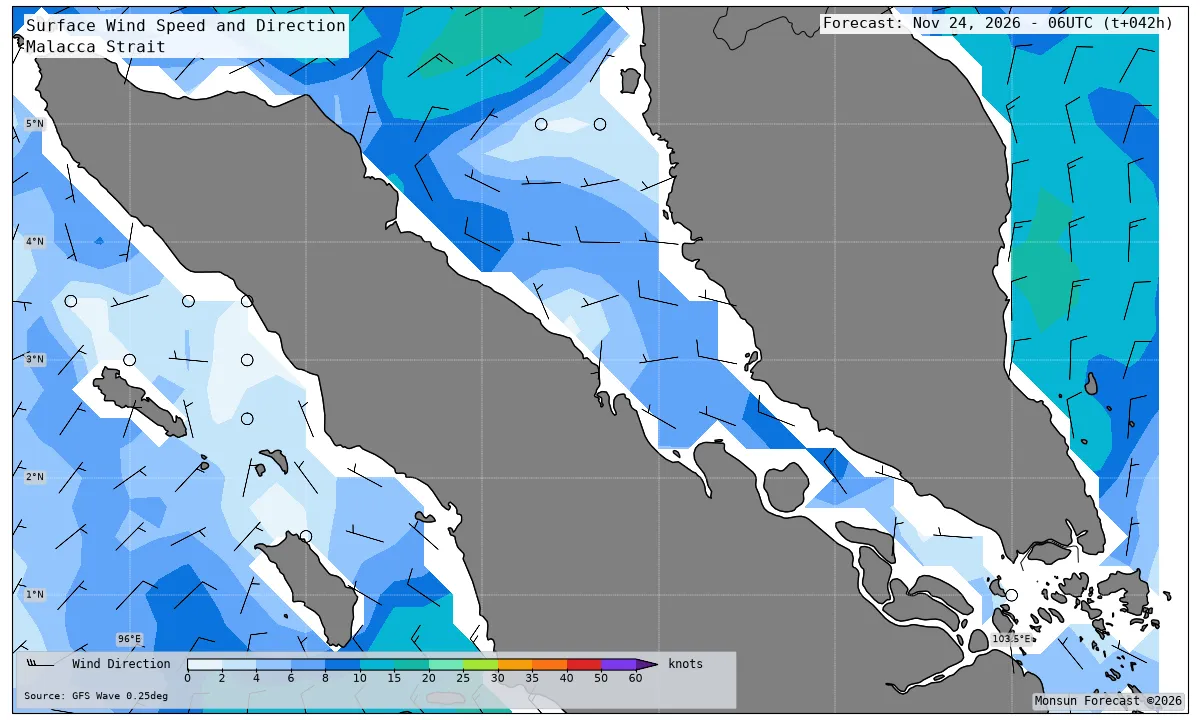 Surface Wind Speed and Direction
Malacca Strait
Forecast: Nov 24, 2026 - 06UTC (t+042h)
5°N
4°N
3°N
2°N
1°N
96°E
103.5°E
Wind Direction
knots
0 2 4 6 8 10 12 15 20 25 30 35 40 50 60
Source: GFS Wave 0.25deg
Monsun Forecast ©2026